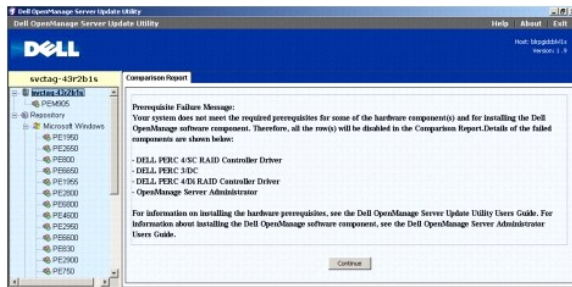 Dell OpenManage Server Update Utility
Dell OpenManage Server Update Utility
Help About Exit
DELL
Version: 1.9
svctag-43r2b1s
Comparison Report
svctag-43r2b1s
PEM905
Repository
Microsoft Windows
PE1950
PE2650
PE800
PE6650
PE1955
PE2800
PE6800
PE4600
PE2950
PE6600
PE830
PE2900
PE750
Prerequisite Failure Message:
Your system does not meet the required prerequisites for some of the hardware component(s) and for installing the Dell
OpenManage software component. Therefore, all the row(s) will be disabled in the Comparison Report.Details of the failed
components are shown below:
- DELL PERC 4/SC RAID Controller Driver
- DELL PERC 3/DC
- DELL PERC 4/Di RAID Controller Driver
- OpenManage Server Administrator
For information on installing the hardware prerequisites, see the Dell OpenManage Server Update Utility Users Guide. For
information about installing the Dell OpenManage software component, see the Dell OpenManage Server Administrator
Users Guide.
Continue